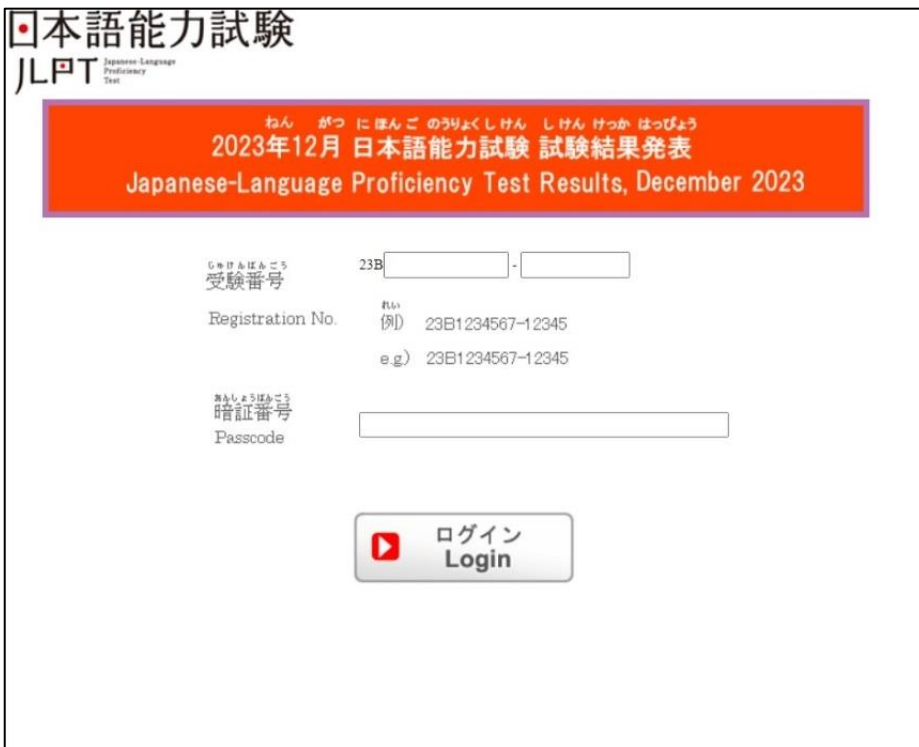 日本語能力試験
JLPT Japanese-Language
Proficiency
Test
ねん がつ にほんご のうりょくしけん しけん けっか はっぴょう
2023年12月 日本語能力試験 試験結果発表
Japanese-Language Proficiency Test Results, December 2023
じゅけんばんごう
受験番号
23B -
Registration No.
れい
例) 23B1234567-12345
e.g) 23B1234567-12345
あんしょうばんごう
暗証番号
Passcode
ログイン
Login